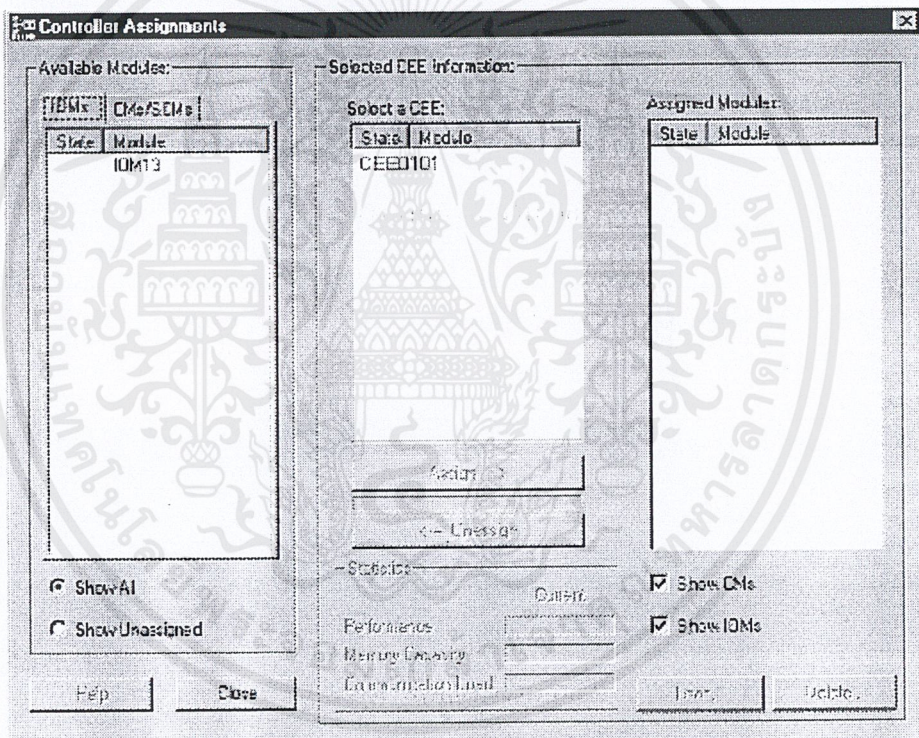 Controller Assignments
Available Modules:
IOMs CMs/SCMs
State Module
IOM13
Show All
Show Unassigned
Help Close
Selected CEE Information:
Select a CEE:
State Module
CEE0101
Assign -->
<-- Unassign
Statistics
Current
Performance
Memory Capacity
Communication Load
Assigned Modules:
State Module
Show CMs
Show IOMs
Delete